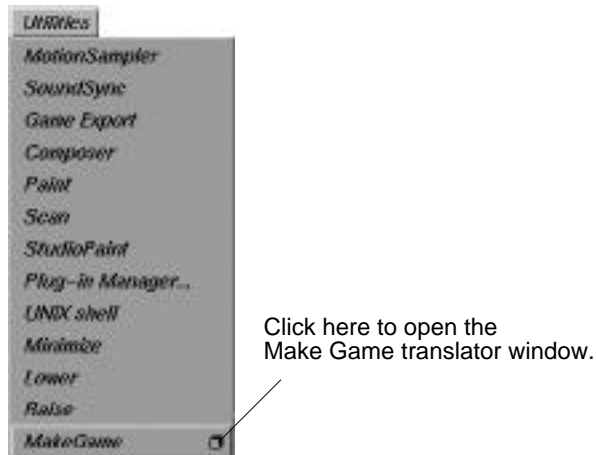 Utilities
MotionSampler
SoundSync
Game Export
Composer
Paint
Scan
StudioPaint
Plug-in Manager...
UNIX shell
Minimize
Lower
Raise
MakeGame
Click here to open the
Make Game translator window.